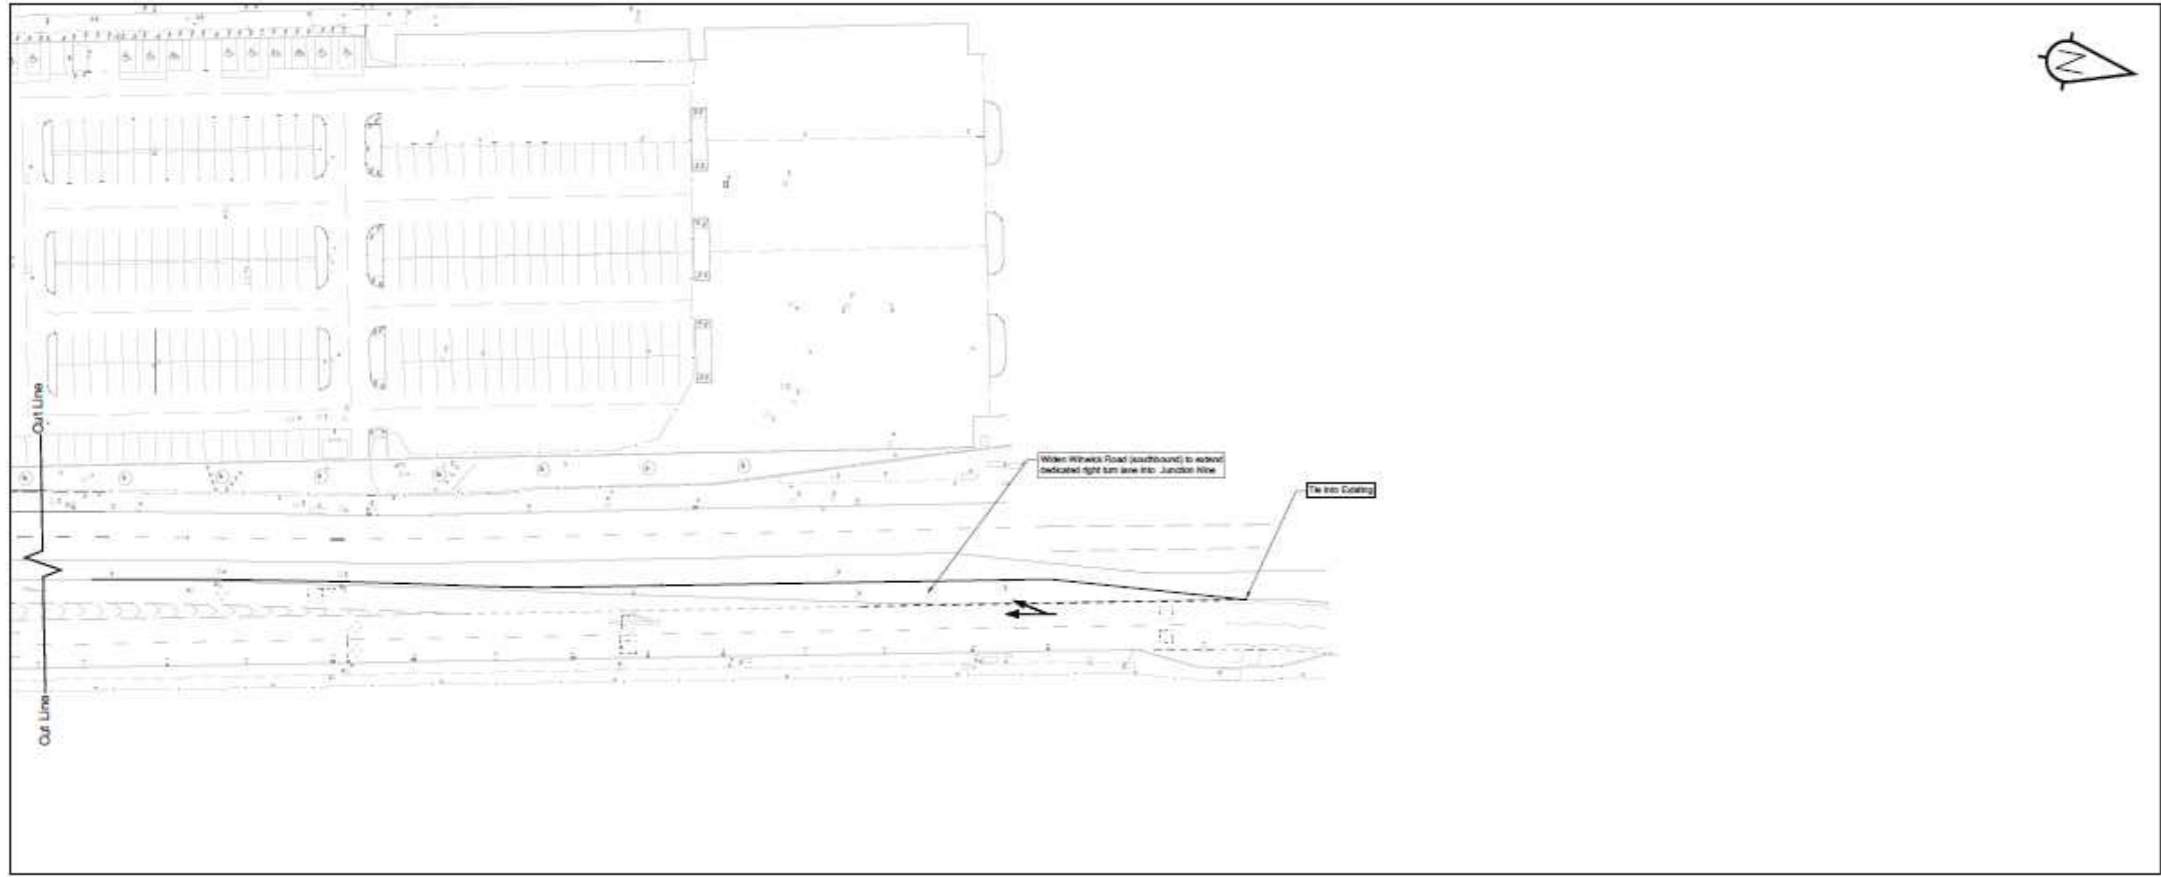 N
Cut Line
Widen Winwick Road (southbound) to extend
dedicated right turn lane into Junction Nine
Tie into Existing
Cut Line